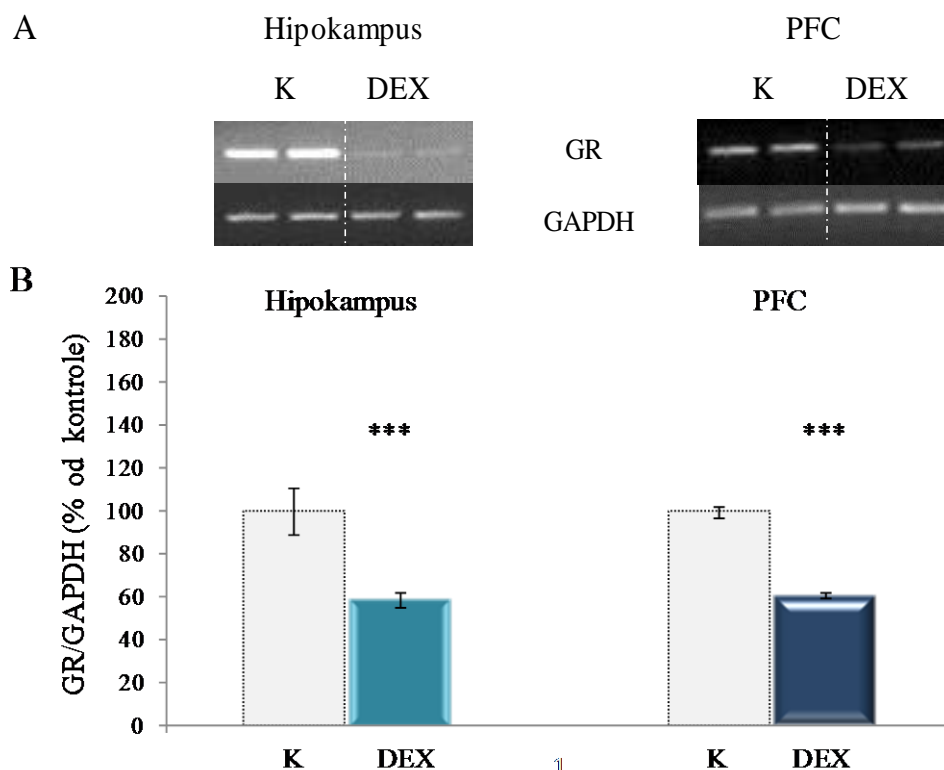 A
Hipokampus
PFC
K DEX
K DEX
GR
GAPDH
B
200
180
160
140
120
100
80
60
40
20
0
GR/GAPDH (% od kontrole)
Hipokampus
PFC
***
***
K DEX
K DEX
1